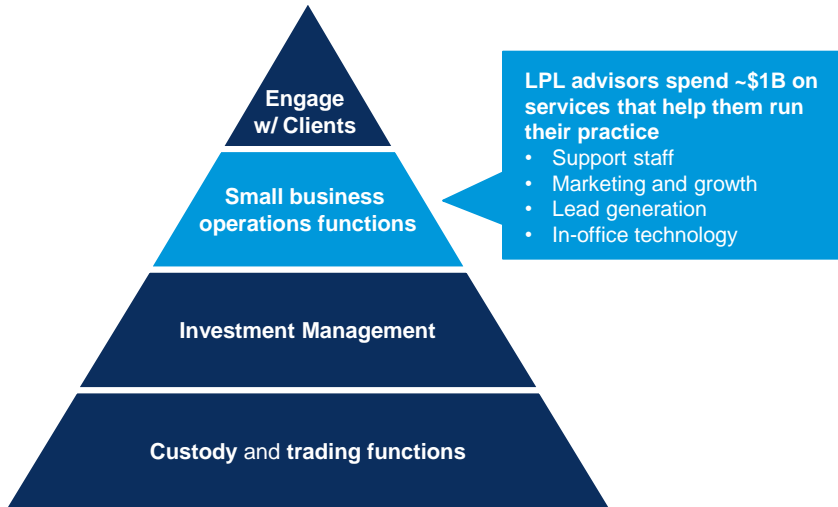 Engage
w/ Clients
LPL advisors spend ~$1B on
services that help them run
their practice
• Support staff
• Marketing and growth
• Lead generation
• In-office technology
Small business
operations functions
Investment Management
Custody and trading functions